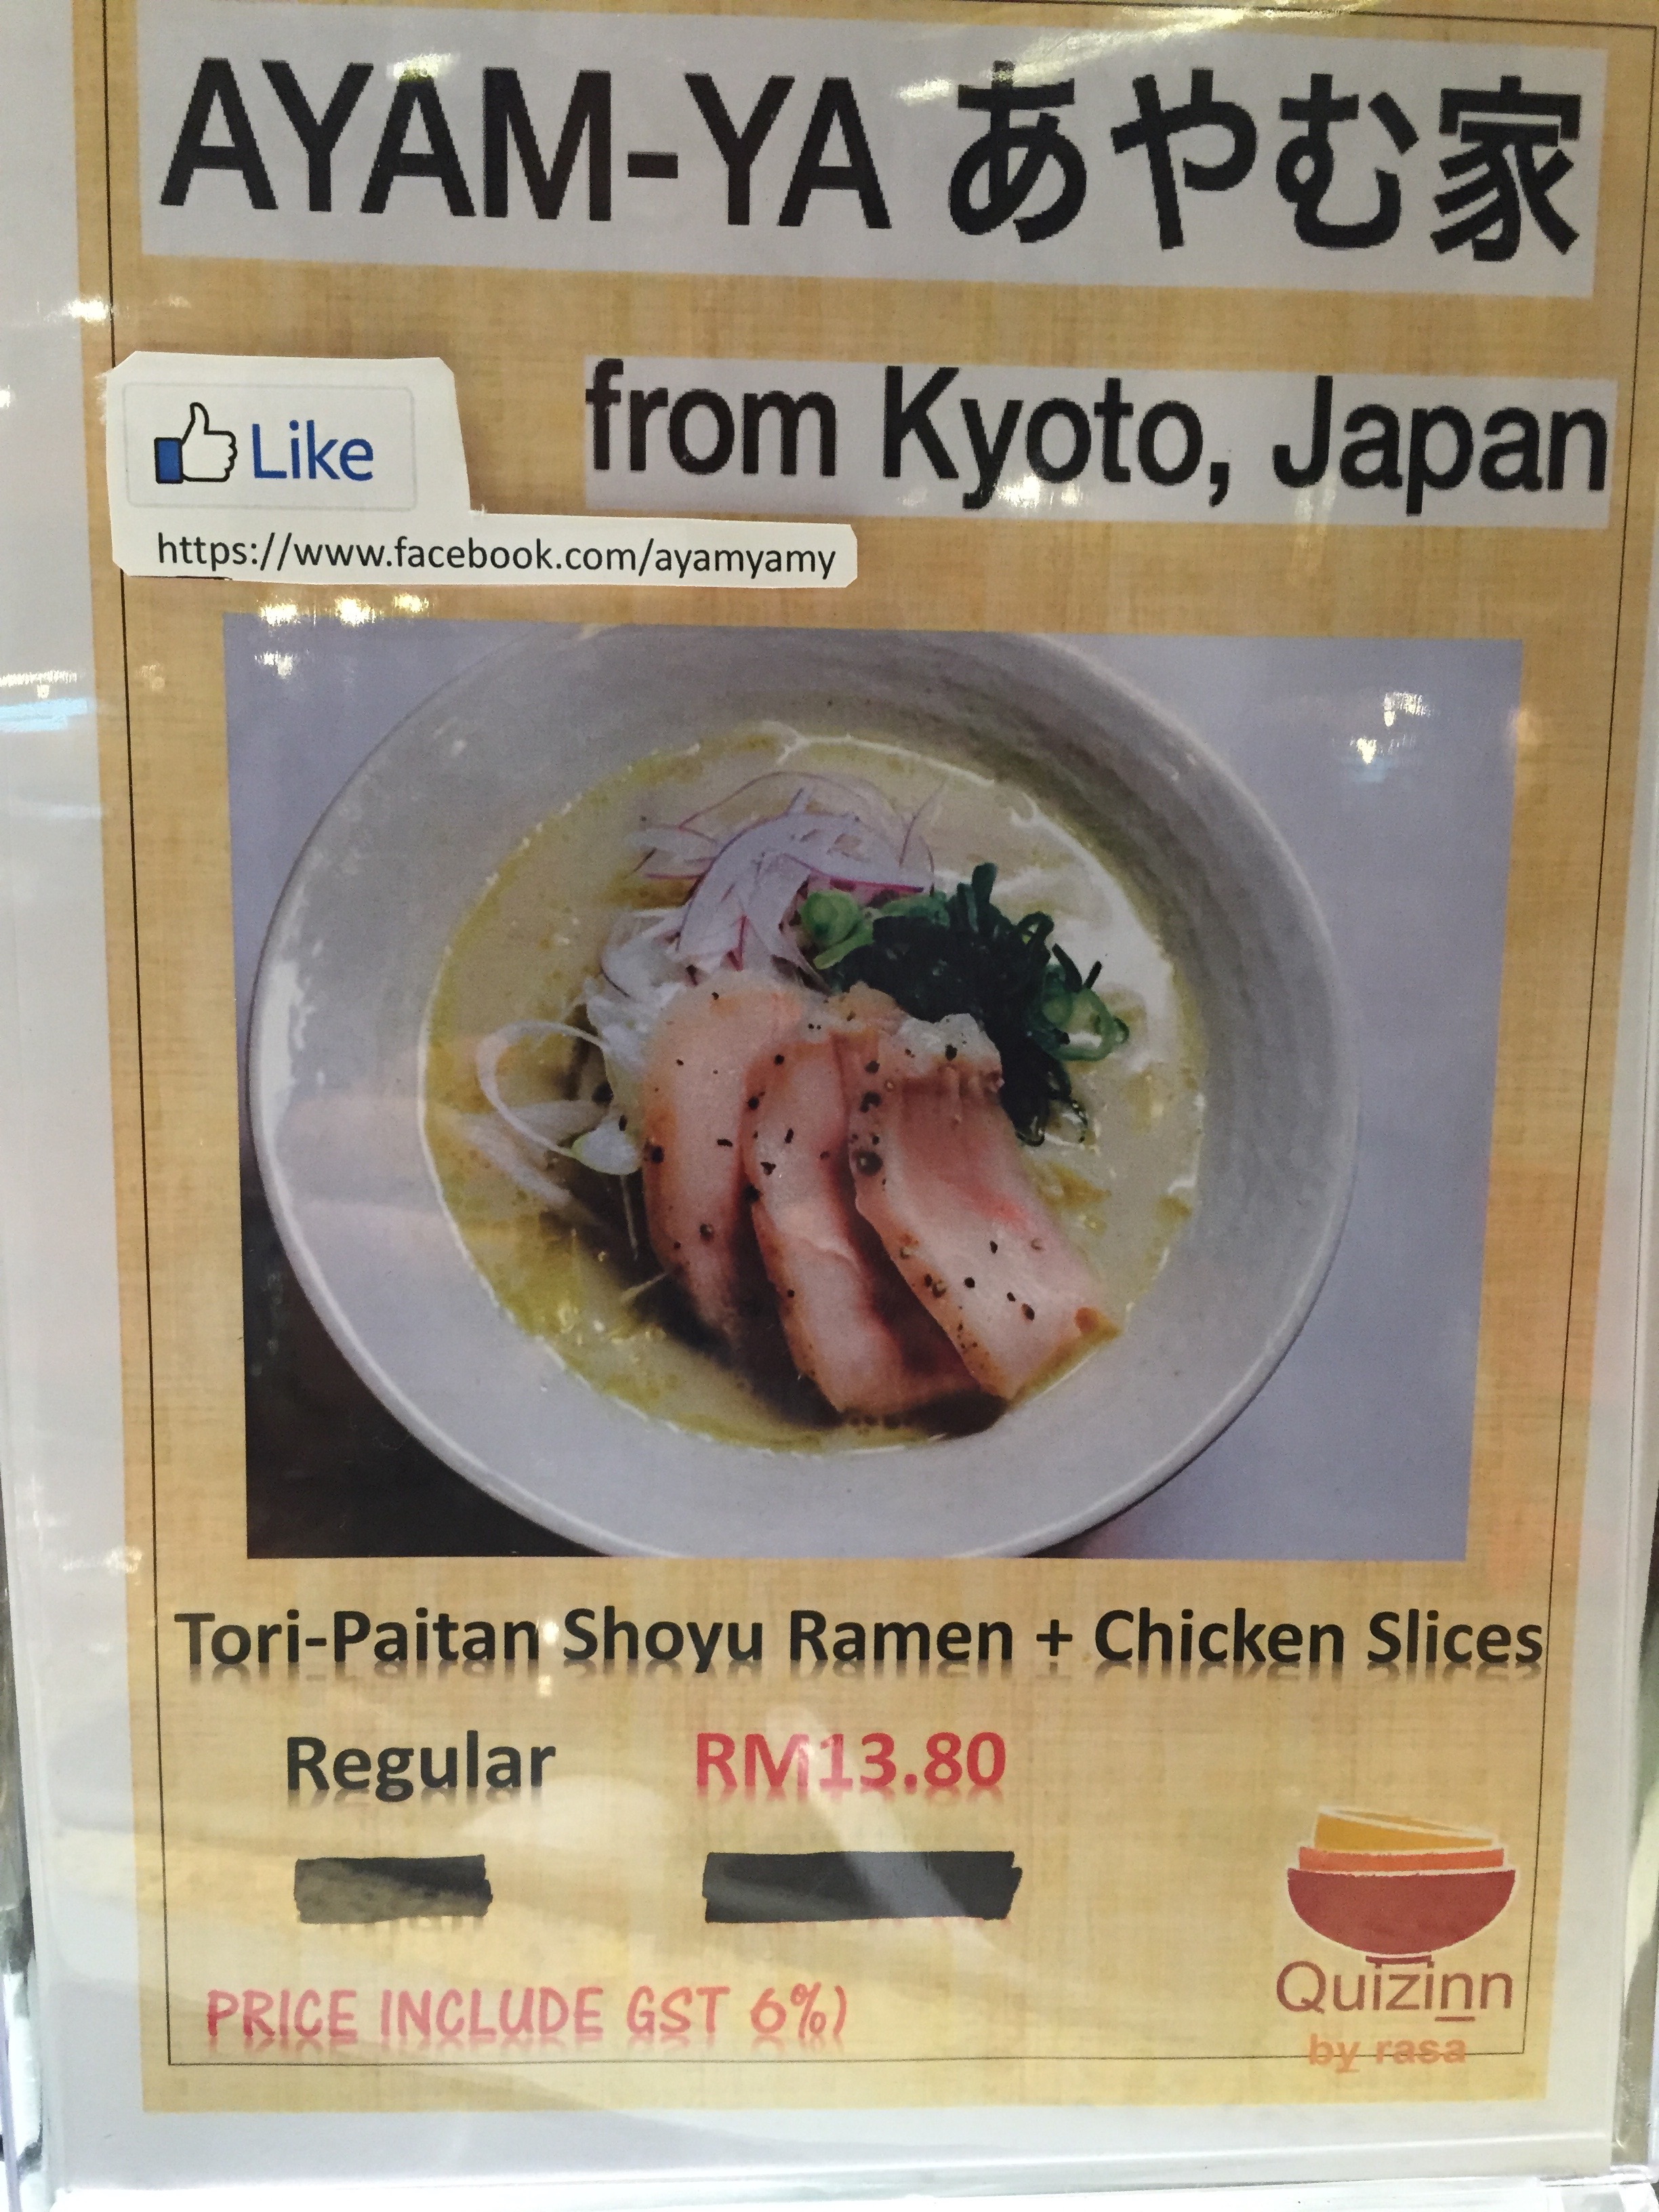 AYAM-YA あやむ家
from Kyoto, Japan
Like
https://www.facebook.com/ayamyamy
Tori-Paitan Shoyu Ramen + Chicken Slices
Regular RM13.80
PRICE INCLUDE GST 6%)
Quizinn
by rasa